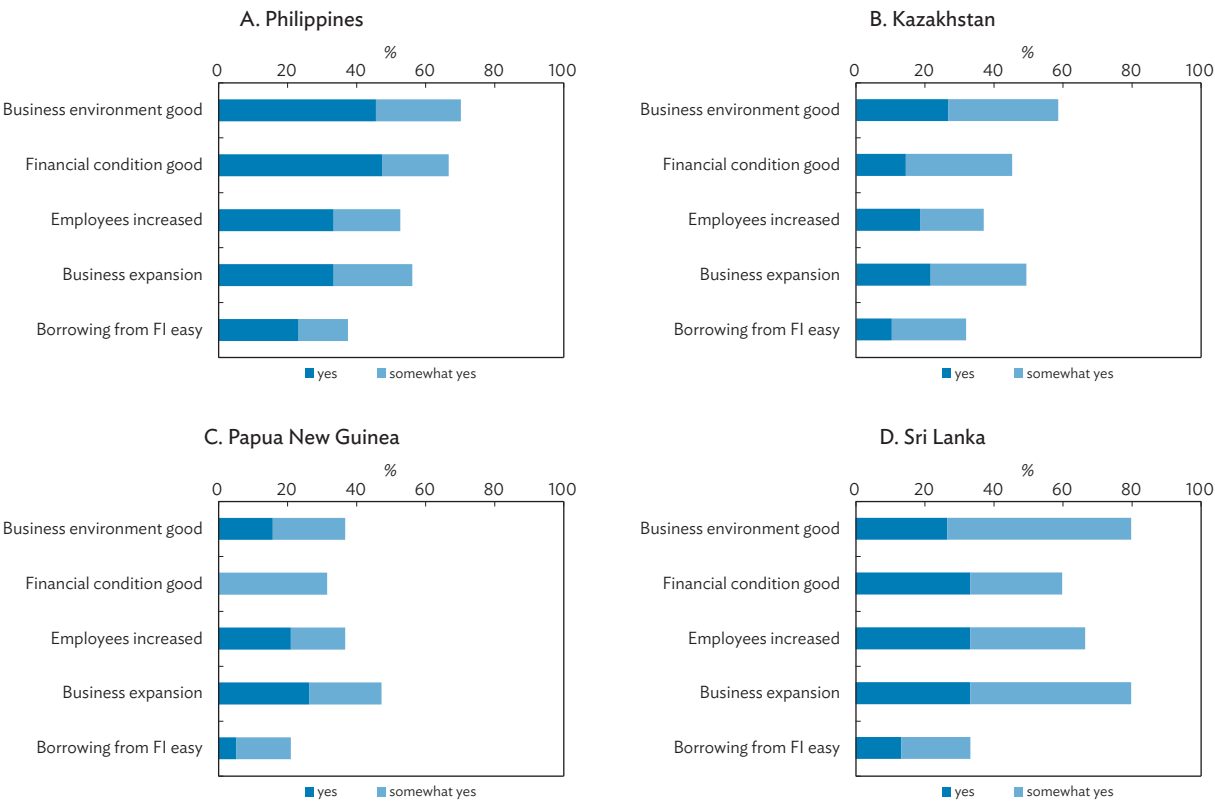 A. Philippines
%
0 20 40 60 80 100
Business environment good
Financial condition good
Employees increased
Business expansion
Borrowing from FI easy
yes somewhat yes
B. Kazakhstan
%
0 20 40 60 80 100
Business environment good
Financial condition good
Employees increased
Business expansion
Borrowing from FI easy
yes somewhat yes
C. Papua New Guinea
%
0 20 40 60 80 100
Business environment good
Financial condition good
Employees increased
Business expansion
Borrowing from FI easy
yes somewhat yes
D. Sri Lanka
%
0 20 40 60 80 100
Business environment good
Financial condition good
Employees increased
Business expansion
Borrowing from FI easy
yes somewhat yes